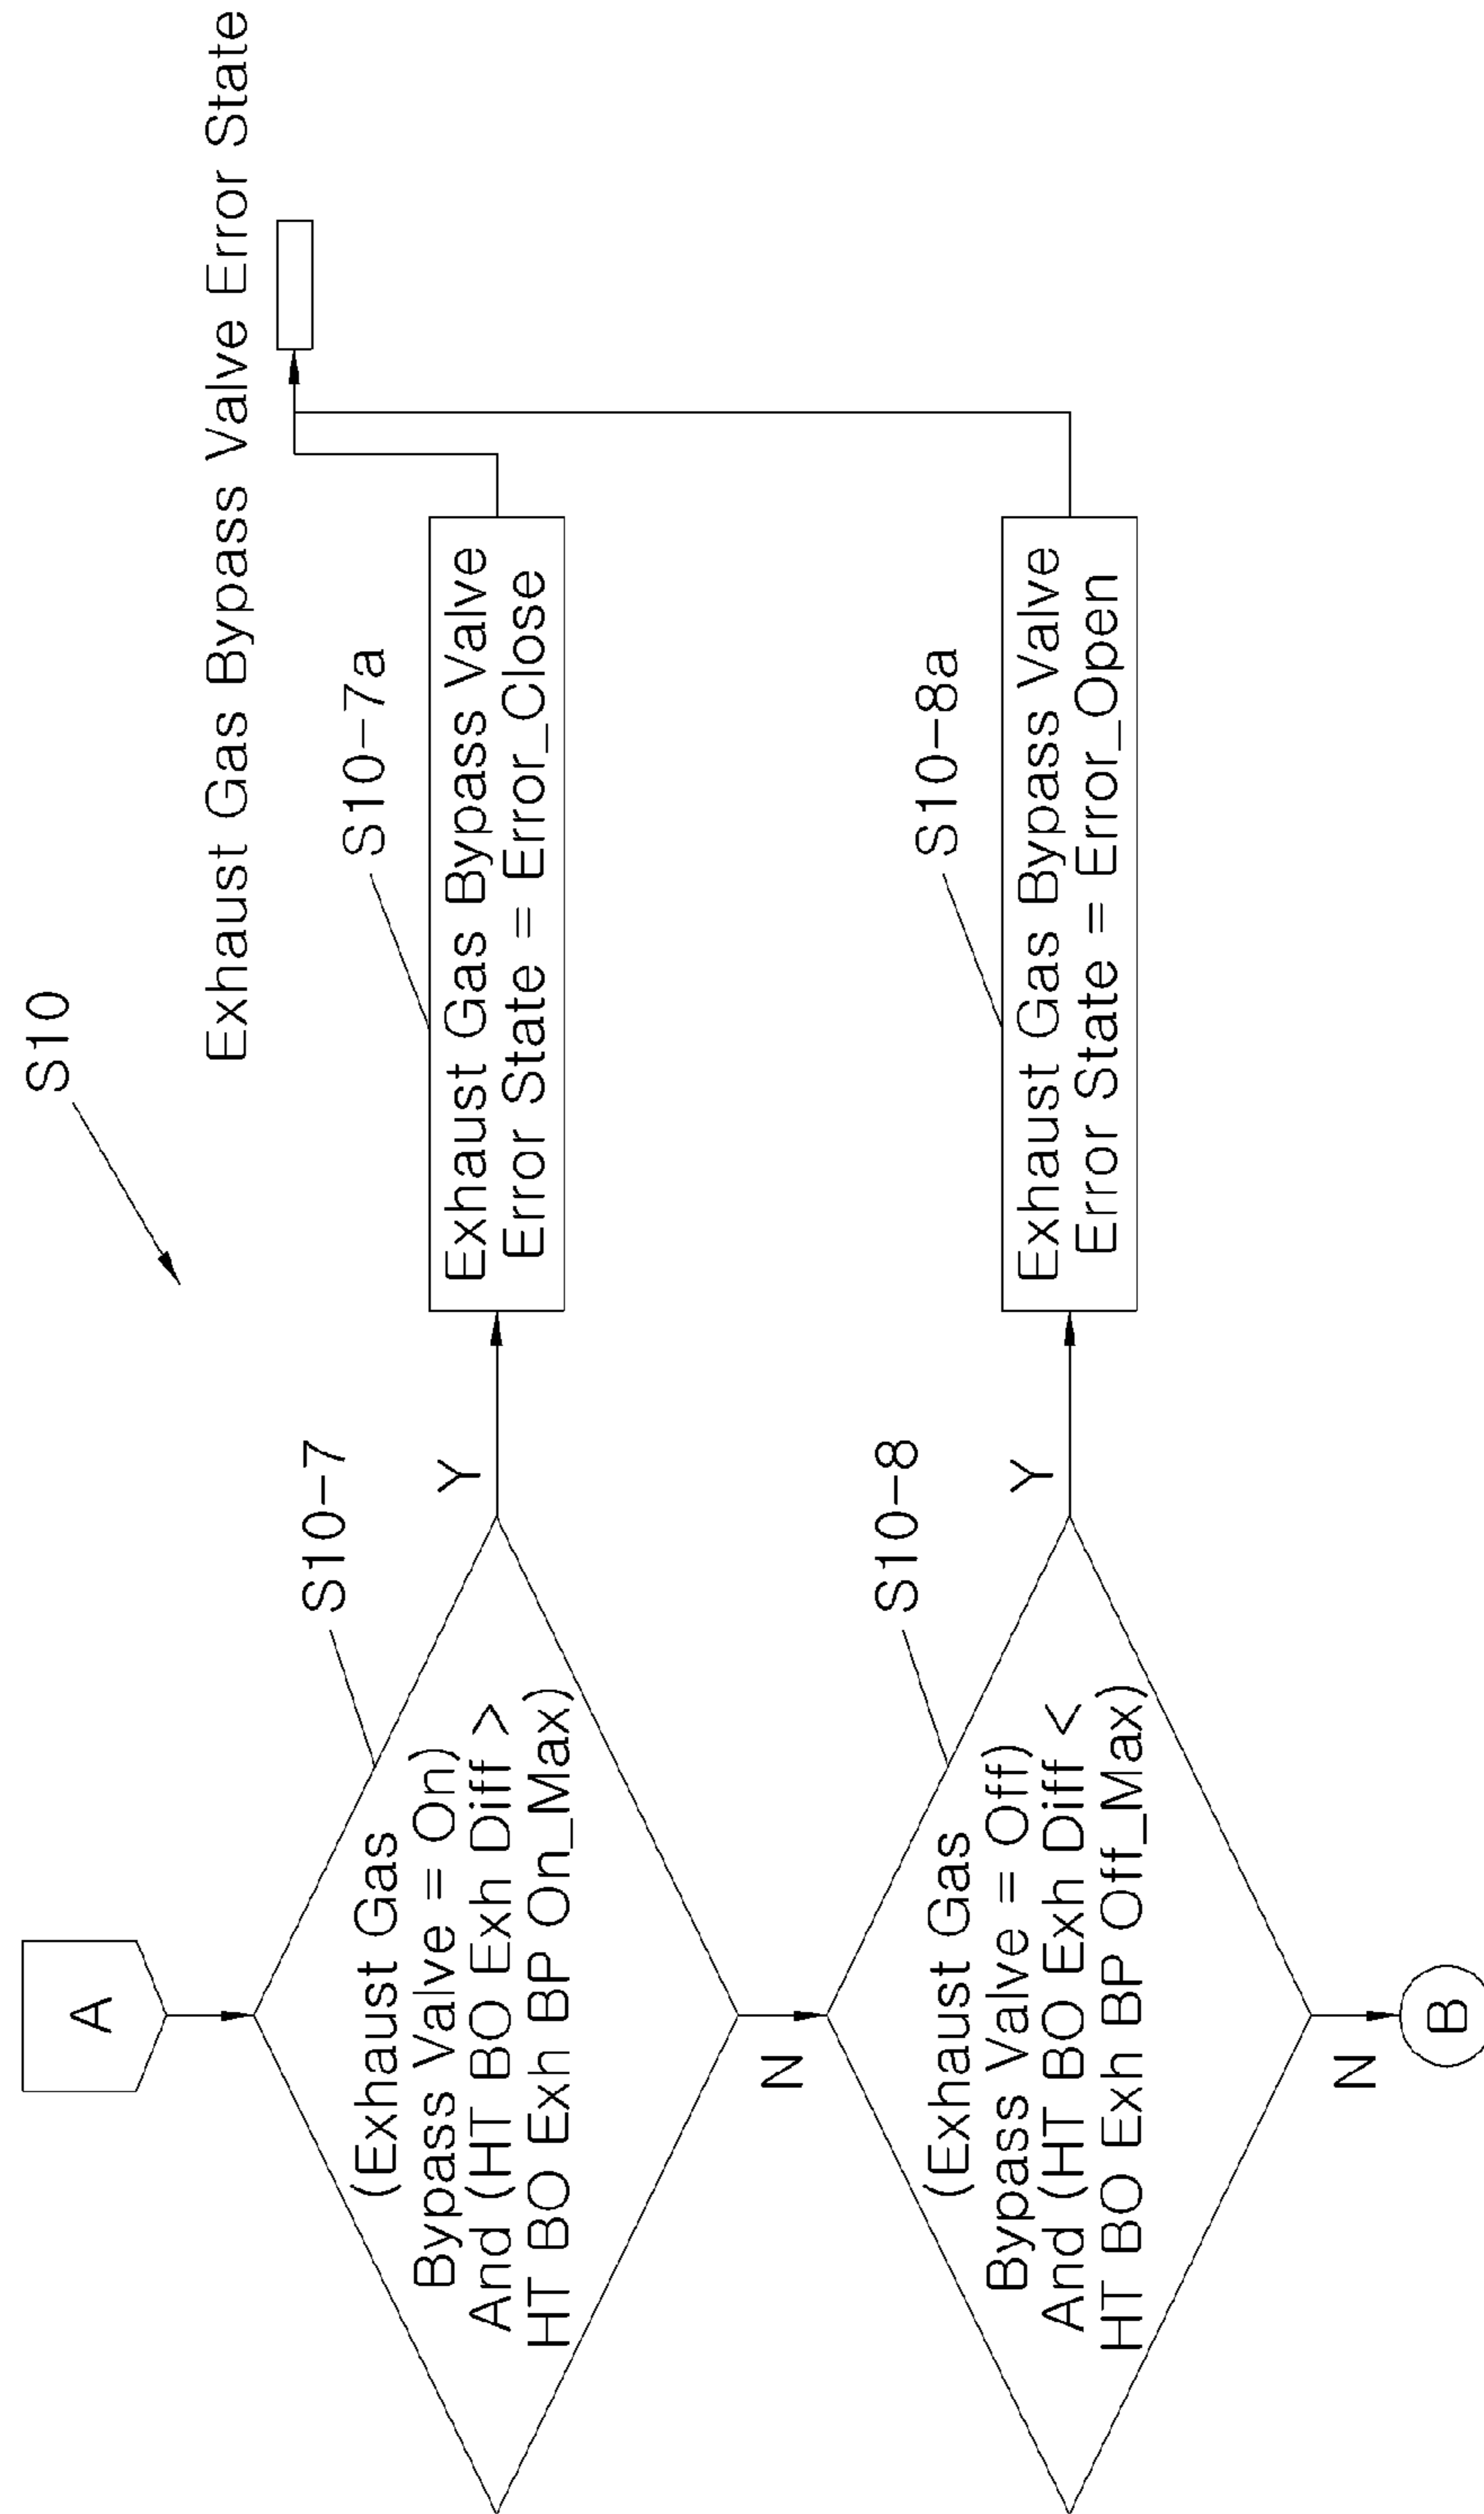 S10
A
Exhaust Gas Bypass Valve Error State
S10-7
(Exhaust Gas
Bypass Valve = On)
And (HT BO Exh Diff >
HT BO Exh BP On_Max)
Y
S10-7a
Exhaust Gas Bypass Valve
Error State = Error_Close
N
S10-8
(Exhaust Gas
Bypass Valve = Off)
And (HT BO Exh Diff <
HT BO Exh BP Off_Max)
Y
S10-8a
Exhaust Gas Bypass Valve
Error State = Error_Open
N
B